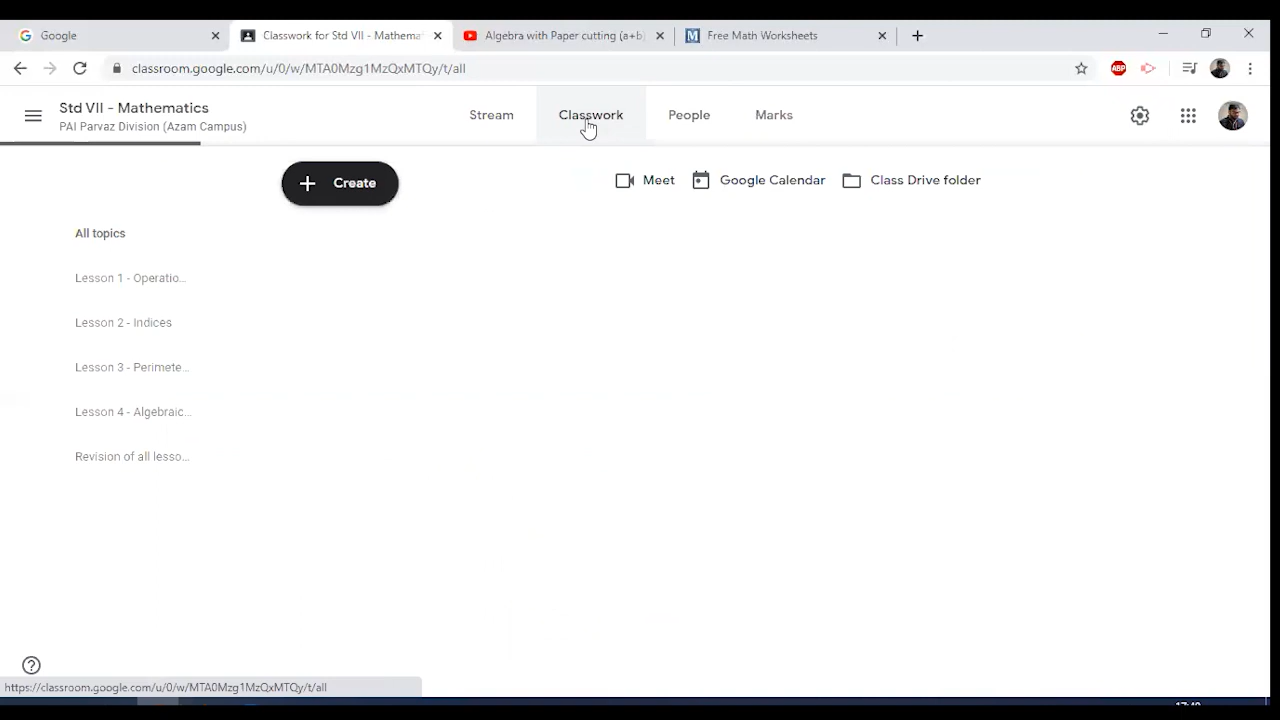 Google
Classwork for Std VII - Mathema
Algebra with Paper cutting (a+b)
Free Math Worksheets
classroom.google.com/u/0/w/MTA0Mzg1MzQxMTQy/t/all
ABP
Std VII - Mathematics
PAI Parvaz Division (Azam Campus)
Stream
Classwork
People
Marks
Create
Meet
Google Calendar
Class Drive folder
All topics
Lesson 1 - Operatio...
Lesson 2 - Indices
Lesson 3 - Perimete...
Lesson 4 - Algebraic...
Revision of all lesso...
https://classroom.google.com/u/0/w/MTA0Mzg1MzQxMTQy/t/all